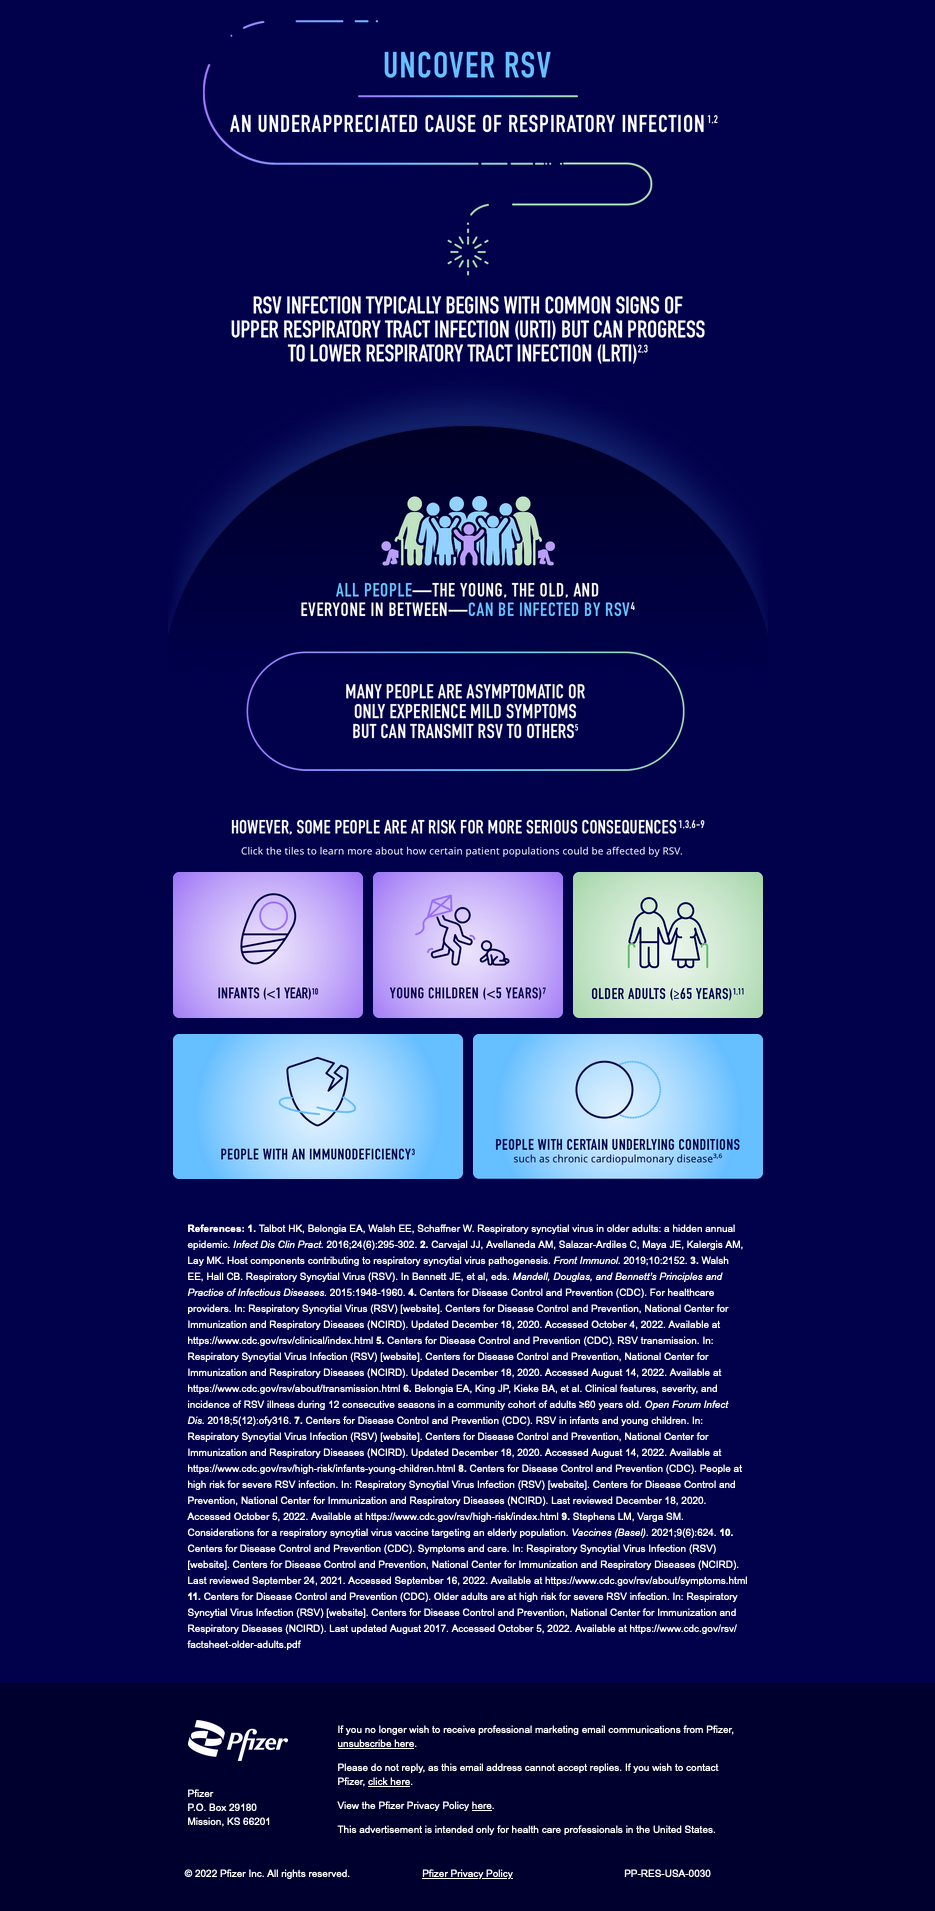 UNCOVER RSV
AN UNDERAPPRECIATED CAUSE OF RESPIRATORY INFECTION1,2
RSV INFECTION TYPICALLY BEGINS WITH COMMON SIGNS OF
UPPER RESPIRATORY TRACT INFECTION (URTI) BUT CAN PROGRESS
TO LOWER RESPIRATORY TRACT INFECTION (LRTI)2,3
ALL PEOPLE—THE YOUNG, THE OLD, AND
EVERYONE IN BETWEEN—CAN BE INFECTED BY RSV4
MANY PEOPLE ARE ASYMPTOMATIC OR
ONLY EXPERIENCE MILD SYMPTOMS
BUT CAN TRANSMIT RSV TO OTHERS5
HOWEVER, SOME PEOPLE ARE AT RISK FOR MORE SERIOUS CONSEQUENCES1,3,6-9
Click the tiles to learn more about how certain patient populations could be affected by RSV.
INFANTS (<1 YEAR)10
YOUNG CHILDREN (<5 YEARS)7
OLDER ADULTS (≥65 YEARS)1,11
PEOPLE WITH AN IMMUNODEFICIENCY3
PEOPLE WITH CERTAIN UNDERLYING CONDITIONS
such as chronic cardiopulmonary disease3,6
References: 1. Talbot HK, Belongia EA, Walsh EE, Schaffner W. Respiratory syncytial virus in older adults: a hidden annual
epidemic. Infect Dis Clin Pract. 2016;24(6):295-302. 2. Carvajal JJ, Avellaneda AM, Salazar-Ardiles C, Maya JE, Kalergis AM,
Lay MK. Host components contributing to respiratory syncytial virus pathogenesis. Front Immunol. 2019;10:2152. 3. Walsh
EE, Hall CB. Respiratory Syncytial Virus (RSV). In Bennett JE, et al, eds. Mandell, Douglas, and Bennett's Principles and
Practice of Infectious Diseases. 2015:1948-1960. 4. Centers for Disease Control and Prevention (CDC). For healthcare
providers. In: Respiratory Syncytial Virus (RSV) [website]. Centers for Disease Control and Prevention, National Center for
Immunization and Respiratory Diseases (NCIRD). Updated December 18, 2020. Accessed October 4, 2022. Available at
https://www.cdc.gov/rsv/clinical/index.html 5. Centers for Disease Control and Prevention (CDC). RSV transmission. In:
Respiratory Syncytial Virus Infection (RSV) [website]. Centers for Disease Control and Prevention, National Center for
Immunization and Respiratory Diseases (NCIRD). Updated December 18, 2020. Accessed August 14, 2022. Available at
https://www.cdc.gov/rsv/about/transmission.html 6. Belongia EA, King JP, Kieke BA, et al. Clinical features, severity, and
incidence of RSV illness during 12 consecutive seasons in a community cohort of adults ≥60 years old. Open Forum Infect
Dis. 2018;5(12):ofy316. 7. Centers for Disease Control and Prevention (CDC). RSV in infants and young children. In:
Respiratory Syncytial Virus Infection (RSV) [website]. Centers for Disease Control and Prevention, National Center for
Immunization and Respiratory Diseases (NCIRD). Updated December 18, 2020. Accessed August 14, 2022. Available at
https://www.cdc.gov/rsv/high-risk/infants-young-children.html 8. Centers for Disease Control and Prevention (CDC). People at
high risk for severe RSV infection. In: Respiratory Syncytial Virus Infection (RSV) [website]. Centers for Disease Control and
Prevention, National Center for Immunization and Respiratory Diseases (NCIRD). Last reviewed December 18, 2020.
Accessed October 5, 2022. Available at https://www.cdc.gov/rsv/high-risk/index.html 9. Stephens LM, Varga SM.
Considerations for a respiratory syncytial virus vaccine targeting an elderly population. Vaccines (Basel). 2021;9(6):624. 10.
Centers for Disease Control and Prevention (CDC). Symptoms and care. In: Respiratory Syncytial Virus Infection (RSV)
[website]. Centers for Disease Control and Prevention, National Center for Immunization and Respiratory Diseases (NCIRD).
Last reviewed September 24, 2021. Accessed September 16, 2022. Available at https://www.cdc.gov/rsv/about/symptoms.html
11. Centers for Disease Control and Prevention (CDC). Older adults are at high risk for severe RSV infection. In: Respiratory
Syncytial Virus Infection (RSV) [website]. Centers for Disease Control and Prevention, National Center for Immunization and
Respiratory Diseases (NCIRD). Last updated August 2017. Accessed October 5, 2022. Available at https://www.cdc.gov/rsv/
factsheet-older-adults.pdf
Pfizer
Pfizer
P.O. Box 29180
Mission, KS 66201
If you no longer wish to receive professional marketing email communications from Pfizer,
unsubscribe here.
Please do not reply, as this email address cannot accept replies. If you wish to contact
Pfizer, click here.
View the Pfizer Privacy Policy here.
This advertisement is intended only for health care professionals in the United States.
© 2022 Pfizer Inc. All rights reserved.
Pfizer Privacy Policy
PP-RES-USA-0030